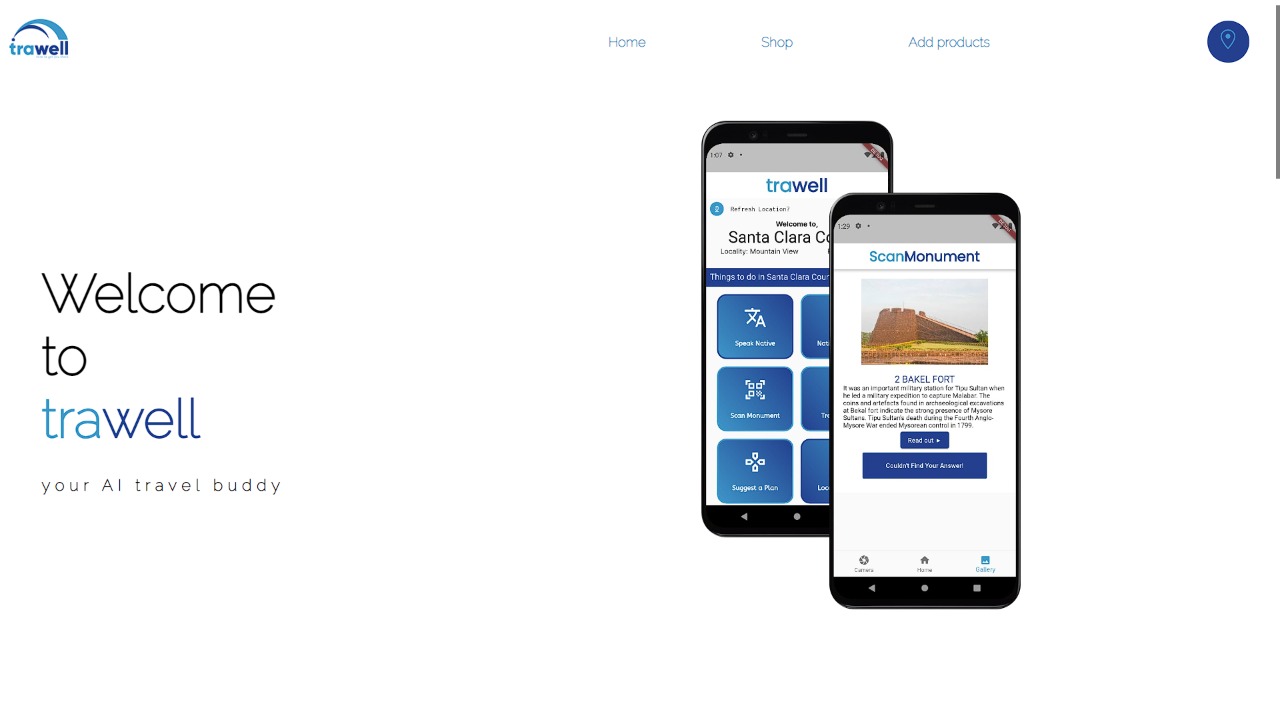 trawell
Home
Shop
Add products
Welcome
to
trawell
your AI travel buddy
1:07
trawell
Refresh Location?
Welcome to,
Santa Clara Co
Locality: Mountain View
Things to do in Santa Clara Coun
Speak Native
Scan Monument
Suggest a Plan
1:29
ScanMonument
2 BAKEL FORT
It was an important military station for Tipu Sultan when
he led a military expedition to capture Malabar. The
coins and artefacts found in archaeological excavations
at Bekal fort indicate the strong presence of Mysore
Sultans. Tipu Sultan's death during the Fourth Anglo-
Mysore War ended Mysorean control in 1799.
Read out ►
Couldn't Find Your Answer!
Camera
Home
Gallery